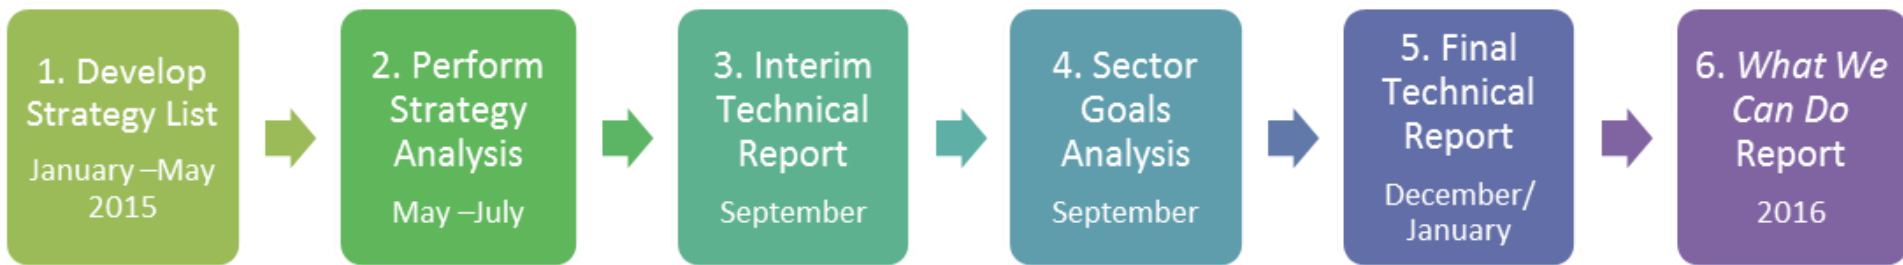 1. Develop
Strategy List
January –May
2015
2. Perform
Strategy
Analysis
May –July
3. Interim
Technical
Report
September
4. Sector
Goals
Analysis
September
5. Final
Technical
Report
December/
January
6. What We
Can Do
Report
2016